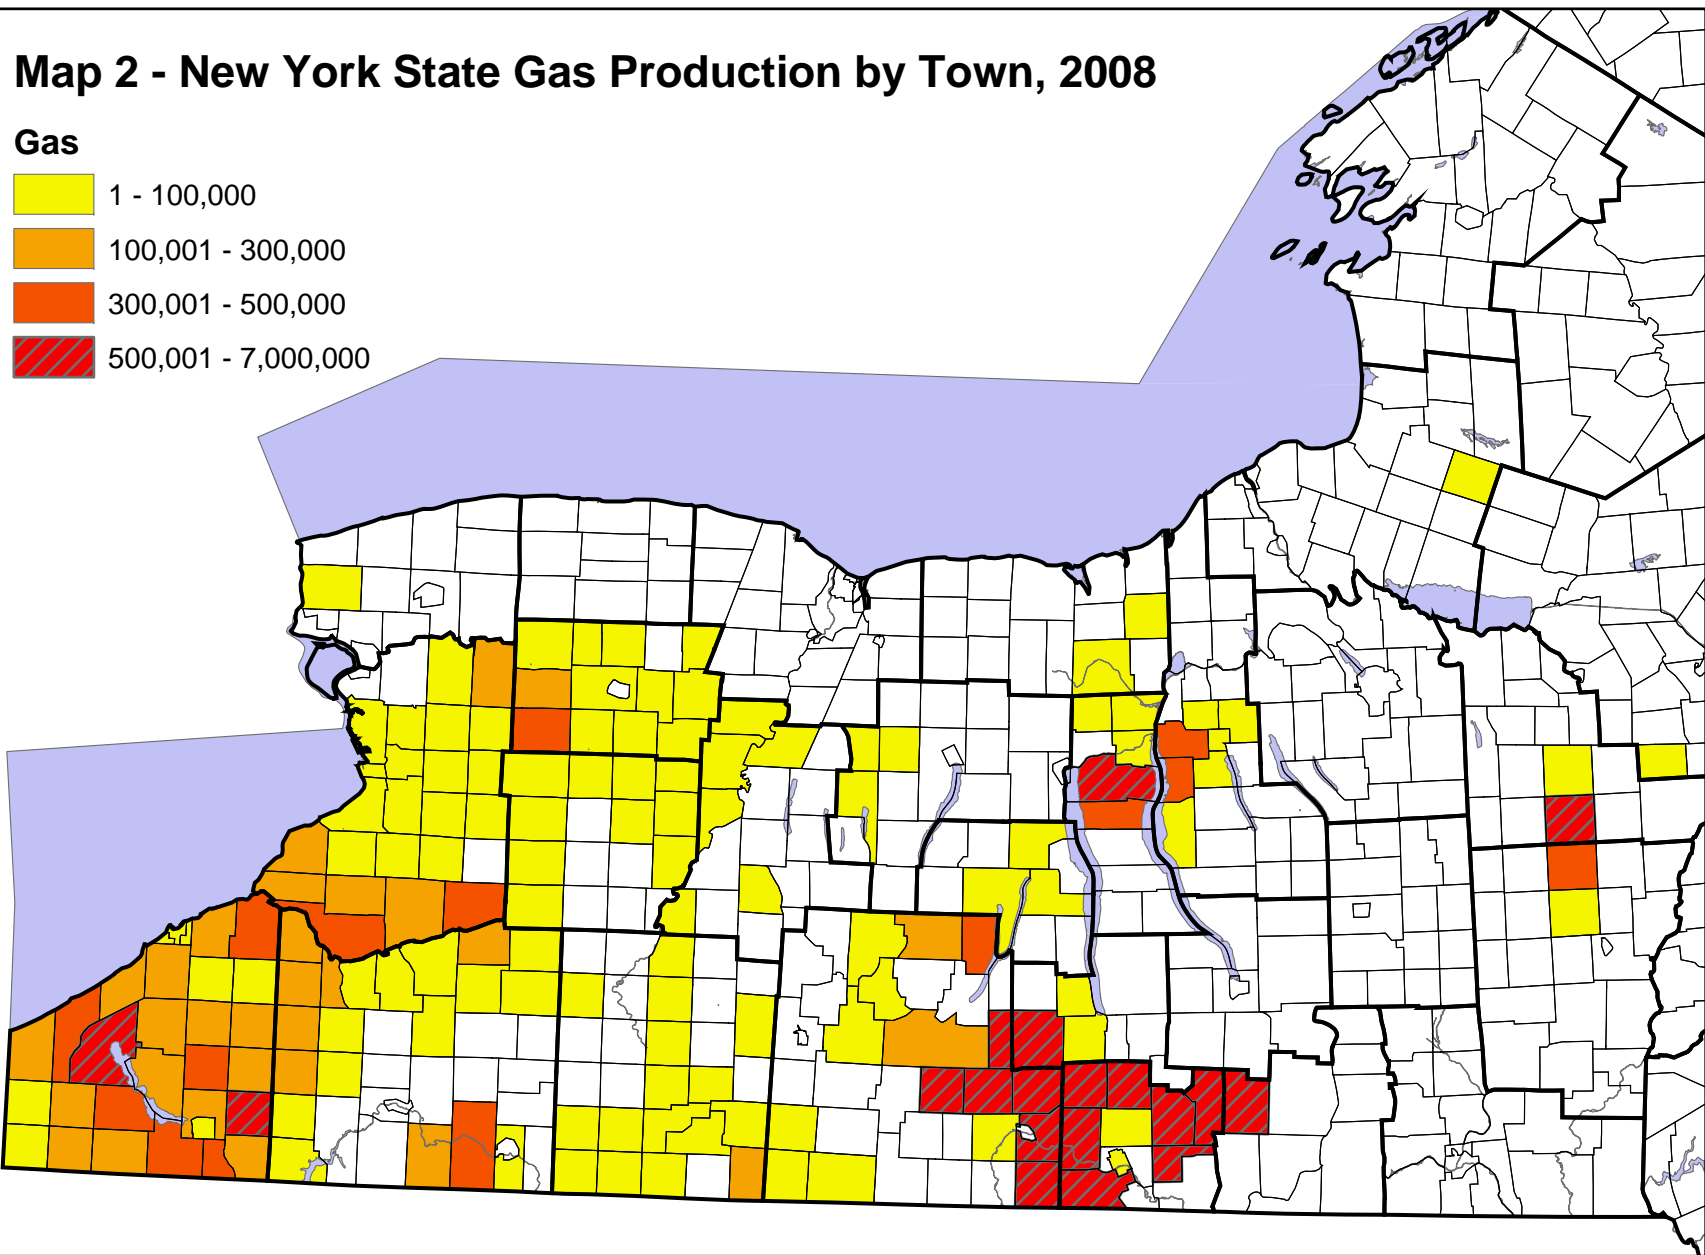 Map 2 - New York State Gas Production by Town, 2008
Gas
1 - 100,000
100,001 - 300,000
300,001 - 500,000
500,001 - 7,000,000